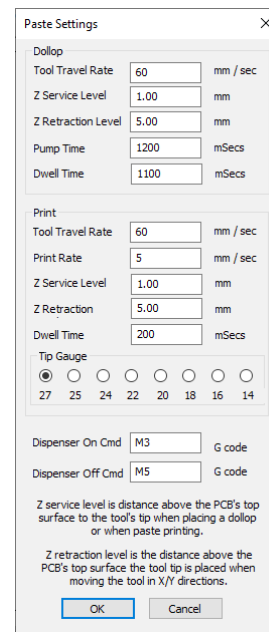 Paste Settings
Dollop
Tool Travel Rate 60 mm / sec
Z Service Level 1.00 mm
Z Retraction Level 5.00 mm
Pump Time 1200 mSecs
Dwell Time 1100 mSecs
Print
Tool Travel Rate 60 mm / sec
Print Rate 5 mm / sec
Z Service Level 1.00 mm
Z Retraction 5.00 mm
Dwell Time 200 mSecs
Tip Gauge
27 25 24 22 20 18 16 14
Dispenser On Cmd M3 G code
Dispenser Off Cmd M5 G code
Z service level is distance above the PCB's top
surface to the tool's tip when placing a dollop
or when paste printing.
Z retraction level is the distance above the
PCB's top surface the tool tip is placed when
moving the tool in X/Y directions.
OK Cancel